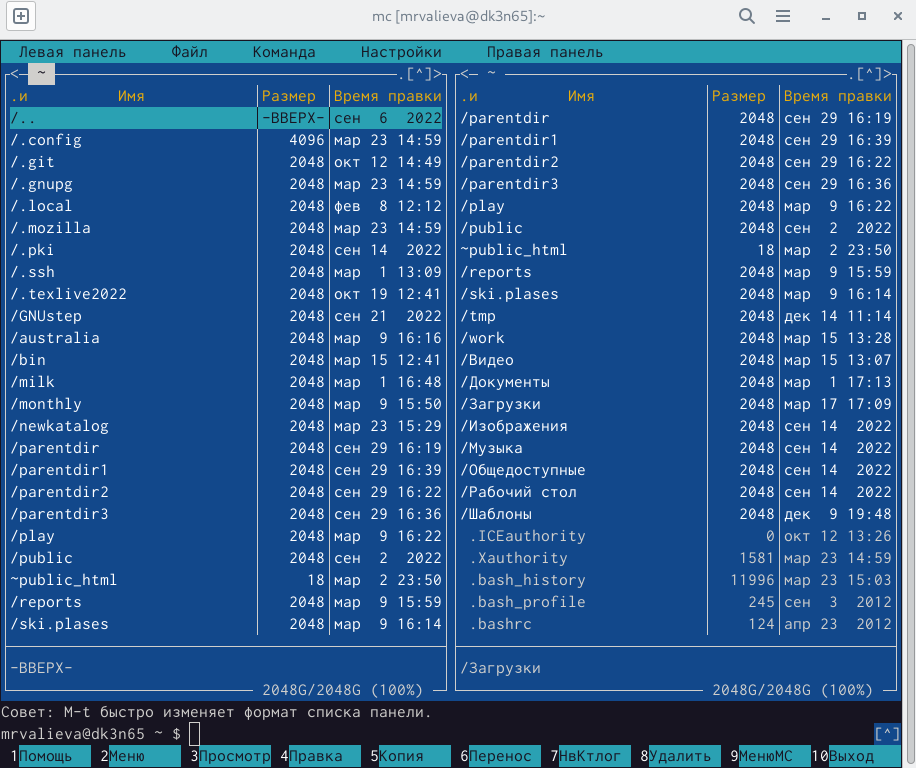 mc [mrvalieva@dk3n65]:~
Левая панель Файл Команда Настройки Правая панель
<─ ~ .[^]>
.и Имя Размер Время правки
/.. -ВВЕРХ- сен 6 2022
/.config 4096 мар 23 14:59
/.git 2048 окт 12 14:49
/.gnupg 2048 мар 23 14:59
/.local 2048 фев 8 12:12
/.mozilla 2048 мар 23 14:59
/.pki 2048 сен 14 2022
/.ssh 2048 мар 1 13:09
/.texlive2022 2048 окт 19 12:41
/GNUstep 2048 сен 21 2022
/australia 2048 мар 9 16:16
/bin 2048 мар 15 12:41
/milk 2048 мар 1 16:48
/monthly 2048 мар 9 15:50
/newkatalog 2048 мар 23 15:29
/parentdir 2048 сен 29 16:19
/parentdir1 2048 сен 29 16:39
/parentdir2 2048 сен 29 16:22
/parentdir3 2048 сен 29 16:36
/play 2048 мар 9 16:22
/public 2048 сен 2 2022
~public_html 18 мар 2 23:50
/reports 2048 мар 9 15:59
/ski.plases 2048 мар 9 16:14
-ВВЕРХ-
2048G/2048G (100%)
<─ ~ .[^]>
.и Имя Размер Время правки
/parentdir 2048 сен 29 16:19
/parentdir1 2048 сен 29 16:39
/parentdir2 2048 сен 29 16:22
/parentdir3 2048 сен 29 16:36
/play 2048 мар 9 16:22
/public 2048 сен 2 2022
~public_html 18 мар 2 23:50
/reports 2048 мар 9 15:59
/ski.plases 2048 мар 9 16:14
/tmp 2048 дек 14 11:14
/work 2048 мар 15 13:28
/Видео 2048 мар 15 13:07
/Документы 2048 мар 1 17:13
/Загрузки 2048 мар 17 17:09
/Изображения 2048 сен 14 2022
/Музыка 2048 сен 14 2022
/Общедоступные 2048 сен 14 2022
/Рабочий стол 2048 сен 14 2022
/Шаблоны 2048 дек 9 19:48
.ICEauthority 0 окт 12 13:26
.Xauthority 1581 мар 23 14:59
.bash_history 11996 мар 23 15:03
.bash_profile 245 сен 3 2012
.bashrc 124 апр 23 2012
/Загрузки
2048G/2048G (100%)
Совет: M-t быстро изменяет формат списка панели.
mrvalieva@dk3n65 ~ $ [^]
1Помощь 2Меню 3Просмотр 4Правка 5Копия 6Перенос 7НвКтлог 8Удалить 9МенюMC 10Выход